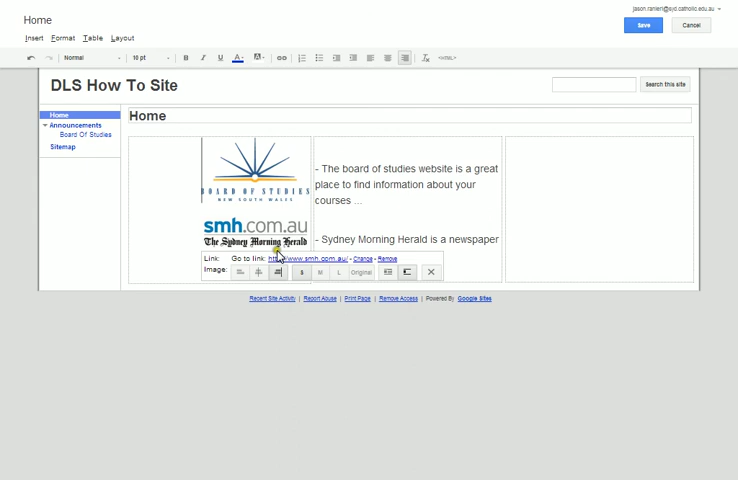 jason.ranieri@syd.catholic.edu.au
Home
Save
Cancel
Insert Format Table Layout
Normal 10 pt B I U A A <HTML>
DLS How To Site
Search this site
Home
Home
Announcements
Board Of Studies
Sitemap
BOARD OF STUDIES
NEW SOUTH WALES
- The board of studies website is a great
place to find information about your
courses ...
smh.com.au
The Sydney Morning Herald
- Sydney Morning Herald is a newspaper
Link: Go to link: http://www.smh.com.au/ - Change - Remove
Image: S M L Original
Recent Site Activity | Report Abuse | Print Page | Remove Access | Powered By Google Sites